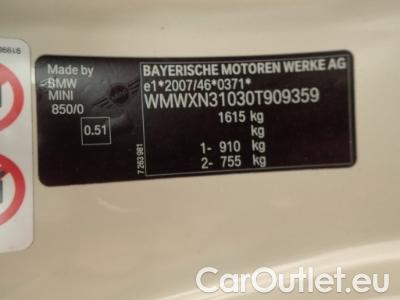 Made by
BMW
MINI
850/0
0.51
7 263 981
BAYERISCHE MOTOREN WERKE AG
e1*2007/46*0371*
WMWXN31030T909359
1615 kg
kg
1- 910 kg
2- 755 kg
CarOutlet.eu